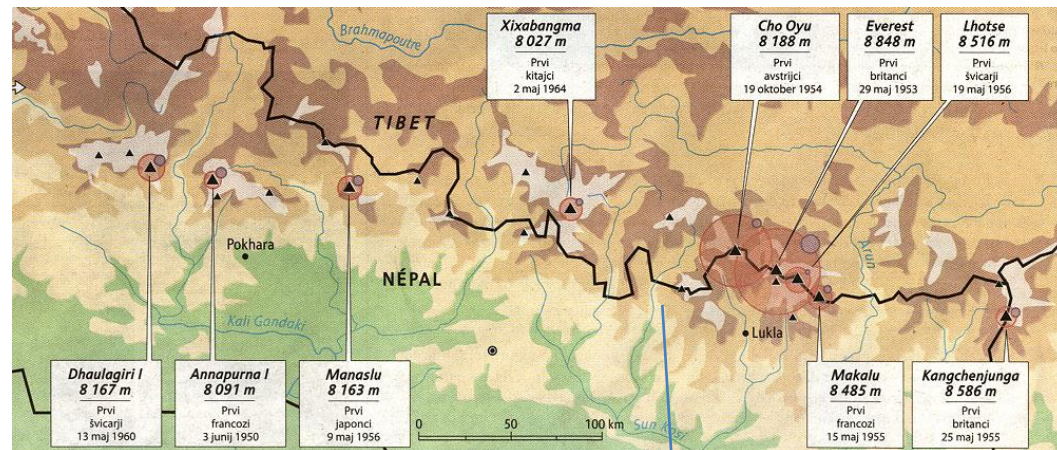 Xixabangma
8 027 m
Prvi
kitajci
2 maj 1964
Cho Oyu
8 188 m
Prvi
avstrijci
19 oktober 1954
Everest
8 848 m
Prvi
britanci
29 maj 1953
Lhotse
8 516 m
Prvi
švicarji
19 maj 1956
Brahmapoutre
TIBET
Pokhara
NÉPAL
Arun
Kali Gandaki
Lukla
Sun Kosi
Dhaulagiri I
8 167 m
Prvi
švicarji
13 maj 1960
Annapurna I
8 091 m
Prvi
francozi
3 junij 1950
Manaslu
8 163 m
Prvi
japonci
9 maj 1956
0 50 100 km
Makalu
8 485 m
Prvi
francozi
15 maj 1955
Kangchenjunga
8 586 m
Prvi
britanci
25 maj 1955